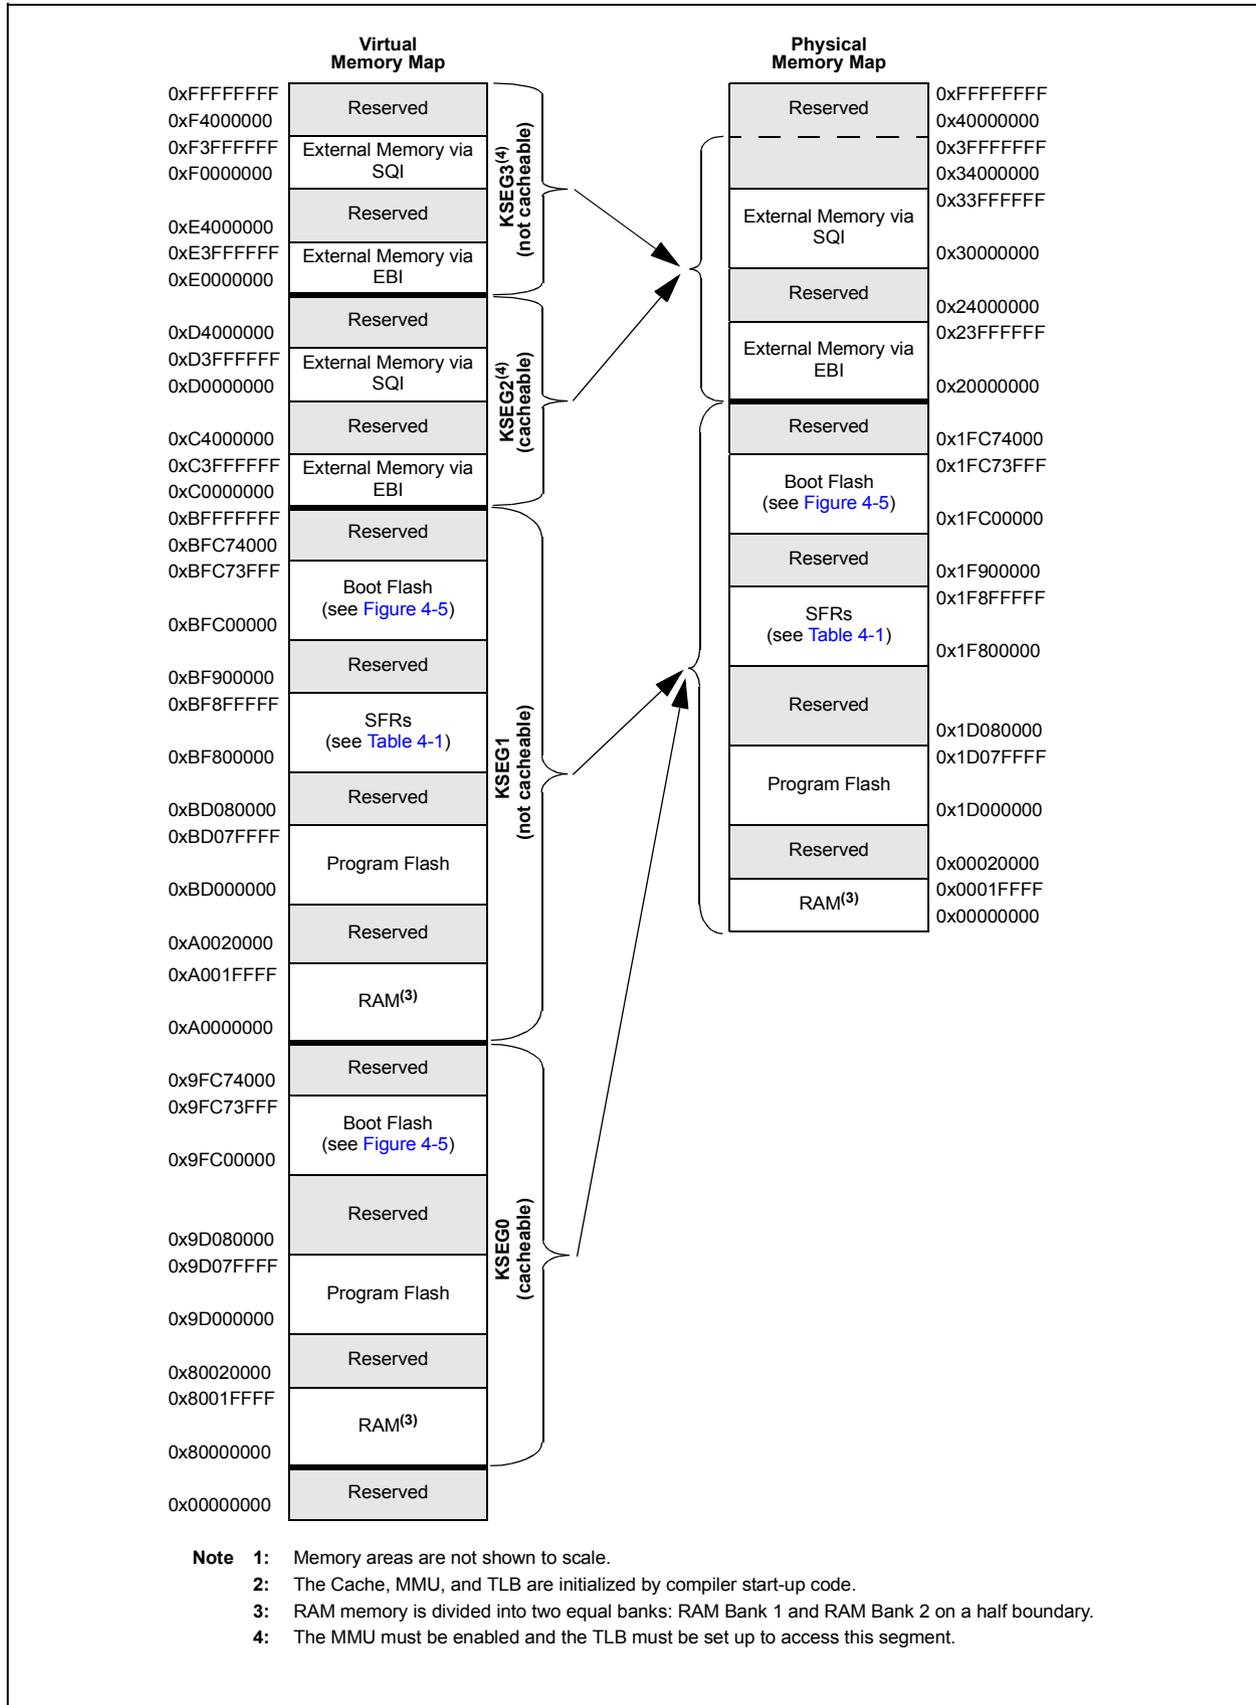 Virtual
Memory Map
0xFFFFFFFF
Reserved
0xF4000000
0xF3FFFFFF
External Memory via
SQI
0xF0000000
Reserved
0xE4000000
0xE3FFFFFF
External Memory via
EBI
0xE0000000
KSEG3(4)
(not cacheable)
Reserved
0xD4000000
0xD3FFFFFF
External Memory via
SQI
0xD0000000
Reserved
0xC4000000
0xC3FFFFFF
External Memory via
EBI
0xC0000000
KSEG2(4)
(cacheable)
0xBFFFFFFF
Reserved
0xBFC74000
0xBFC73FFF
Boot Flash
(see Figure 4-5)
0xBFC00000
Reserved
0xBF900000
0xBF8FFFFF
SFRs
(see Table 4-1)
0xBF800000
Reserved
0xBD080000
0xBD07FFFF
Program Flash
0xBD000000
Reserved
0xA0020000
0xA001FFFF
RAM(3)
0xA0000000
KSEG1
(not cacheable)
Reserved
0x9FC74000
0x9FC73FFF
Boot Flash
(see Figure 4-5)
0x9FC00000
Reserved
0x9D080000
0x9D07FFFF
Program Flash
0x9D000000
Reserved
0x80020000
0x8001FFFF
RAM(3)
0x80000000
KSEG0
(cacheable)
Reserved
0x00000000
Physical
Memory Map
0xFFFFFFFF
Reserved
0x40000000
0x3FFFFFFF
0x34000000
0x33FFFFFF
External Memory via
SQI
0x30000000
Reserved
0x24000000
0x23FFFFFF
External Memory via
EBI
0x20000000
Reserved
0x1FC74000
0x1FC73FFF
Boot Flash
(see Figure 4-5)
0x1FC00000
Reserved
0x1F900000
0x1F8FFFFF
SFRs
(see Table 4-1)
0x1F800000
Reserved
0x1D080000
0x1D07FFFF
Program Flash
0x1D000000
Reserved
0x00020000
0x0001FFFF
RAM(3)
0x00000000
Note 1: Memory areas are not shown to scale.
2: The Cache, MMU, and TLB are initialized by compiler start-up code.
3: RAM memory is divided into two equal banks: RAM Bank 1 and RAM Bank 2 on a half boundary.
4: The MMU must be enabled and the TLB must be set up to access this segment.